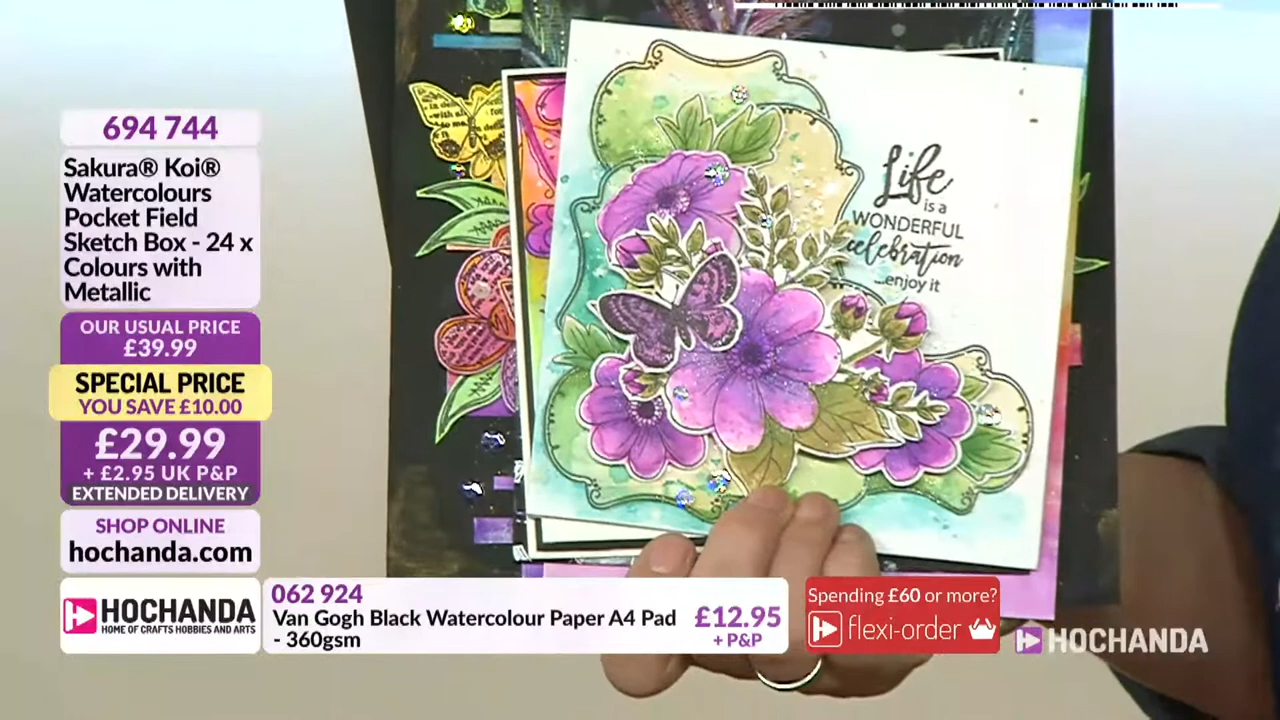 694 744
Sakura® Koi®
Watercolours
Pocket Field
Sketch Box - 24 x
Colours with
Metallic
OUR USUAL PRICE
£39.99
SPECIAL PRICE
YOU SAVE £10.00
£29.99
+ £2.95 UK P&P
EXTENDED DELIVERY
SHOP ONLINE
hochanda.com
Life
is a
WONDERFUL
celebration
...enjoy it
HOCHANDA
HOME OF CRAFTS HOBBIES AND ARTS
062 924
Van Gogh Black Watercolour Paper A4 Pad
- 360gsm
£12.95
+ P&P
Spending £60 or more?
flexi-order
HOCHANDA